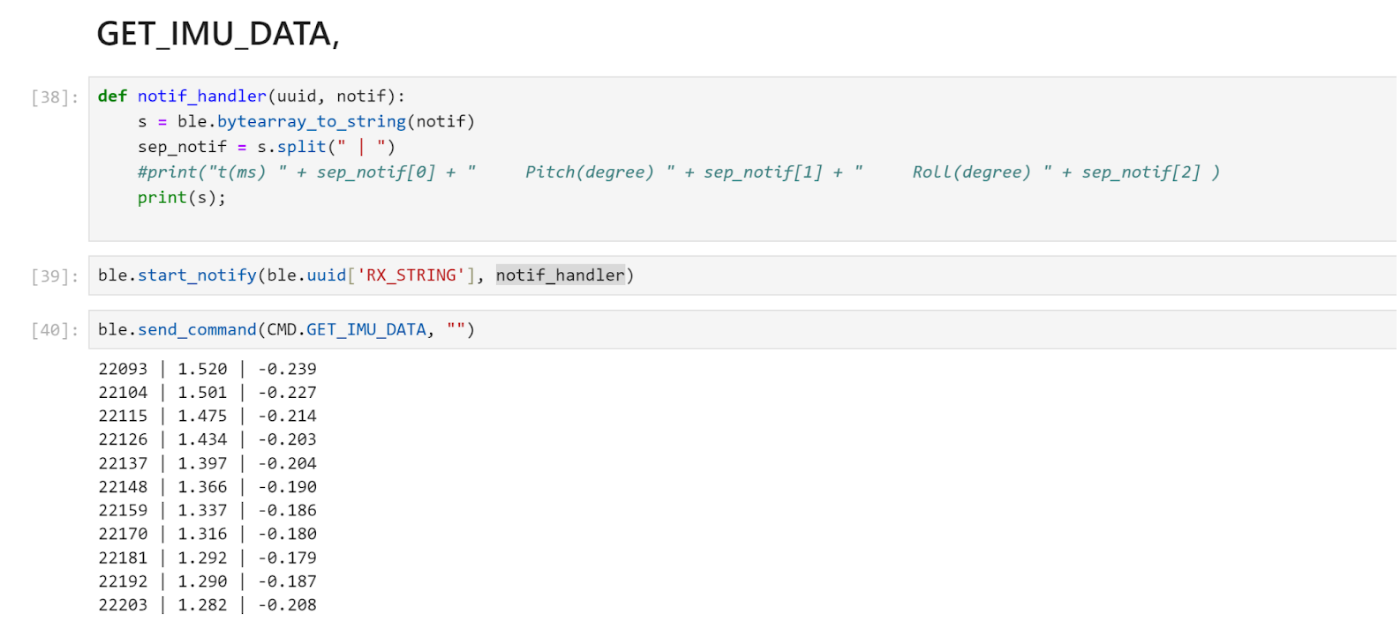 GET_IMU_DATA,
[38]: def notif_handler(uuid, notif):
    s = ble.bytearray_to_string(notif)
    sep_notif = s.split(" | ")
    #print("t(ms) " + sep_notif[0] + "     Pitch(degree) " + sep_notif[1] + "     Roll(degree) " + sep_notif[2] )
    print(s);
[39]: ble.start_notify(ble.uuid['RX_STRING'], notif_handler)
[40]: ble.send_command(CMD.GET_IMU_DATA, "")
22093 | 1.520 | -0.239
22104 | 1.501 | -0.227
22115 | 1.475 | -0.214
22126 | 1.434 | -0.203
22137 | 1.397 | -0.204
22148 | 1.366 | -0.190
22159 | 1.337 | -0.186
22170 | 1.316 | -0.180
22181 | 1.292 | -0.179
22192 | 1.290 | -0.187
22203 | 1.282 | -0.208